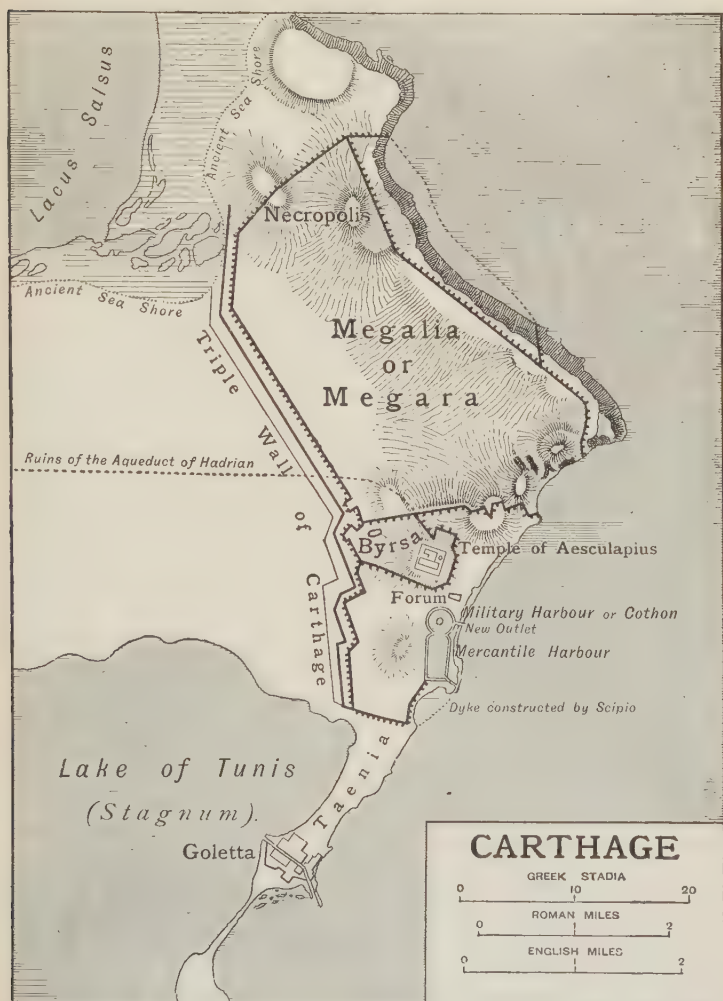 Lacus Salsus
Ancient Sea Shore
Necropolis
Ancient Sea Shore
Megalia
or
Megara
Triple Wall of Carthage
Ruins of the Aqueduct of Hadrian
Byrsa
Temple of Aesculapius
Forum
Military Harbour or Cothon
New Outlet
Mercantile Harbour
Dyke constructed by Scipio
Taenia
Lake of Tunis
(Stagnum).
Goletta
CARTHAGE
GREEK STADIA
0 10 20
ROMAN MILES
0 1 2
ENGLISH MILES
0 1 2